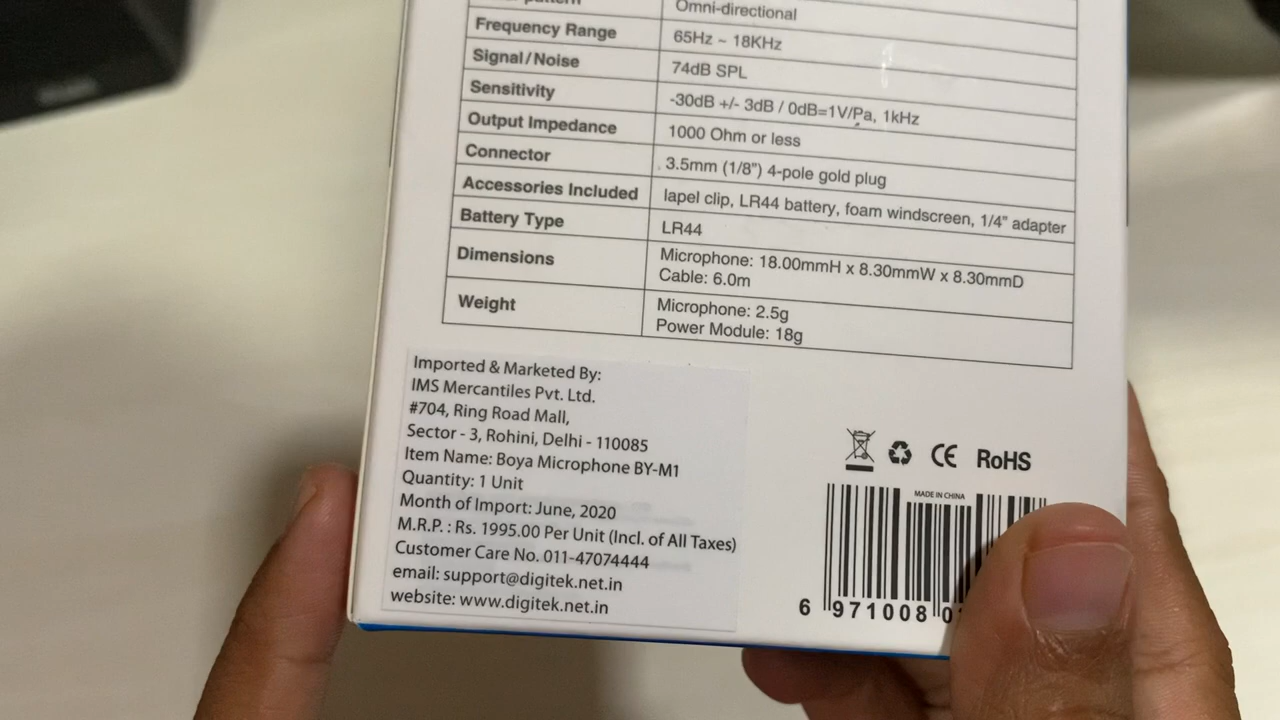 pattern
Omni-directional
Frequency Range
65Hz ~ 18KHz
Signal/Noise
74dB SPL
Sensitivity
-30dB +/- 3dB / 0dB=1V/Pa, 1kHz
Output Impedance
1000 Ohm or less
Connector
3.5mm (1/8") 4-pole gold plug
Accessories Included
lapel clip, LR44 battery, foam windscreen, 1/4" adapter
Battery Type
LR44
Dimensions
Microphone: 18.00mmH x 8.30mmW x 8.30mmD
Cable: 6.0m
Weight
Microphone: 2.5g
Power Module: 18g
Imported & Marketed By:
IMS Mercantiles Pvt. Ltd.
#704, Ring Road Mall,
Sector - 3, Rohini, Delhi - 110085
Item Name: Boya Microphone BY-M1
Quantity: 1 Unit
Month of Import: June, 2020
M.R.P. : Rs. 1995.00 Per Unit (Incl. of All Taxes)
Customer Care No. 011-47074444
email: support@digitek.net.in
website: www.digitek.net.in
CE RoHS
MADE IN CHINA
6 971008 0